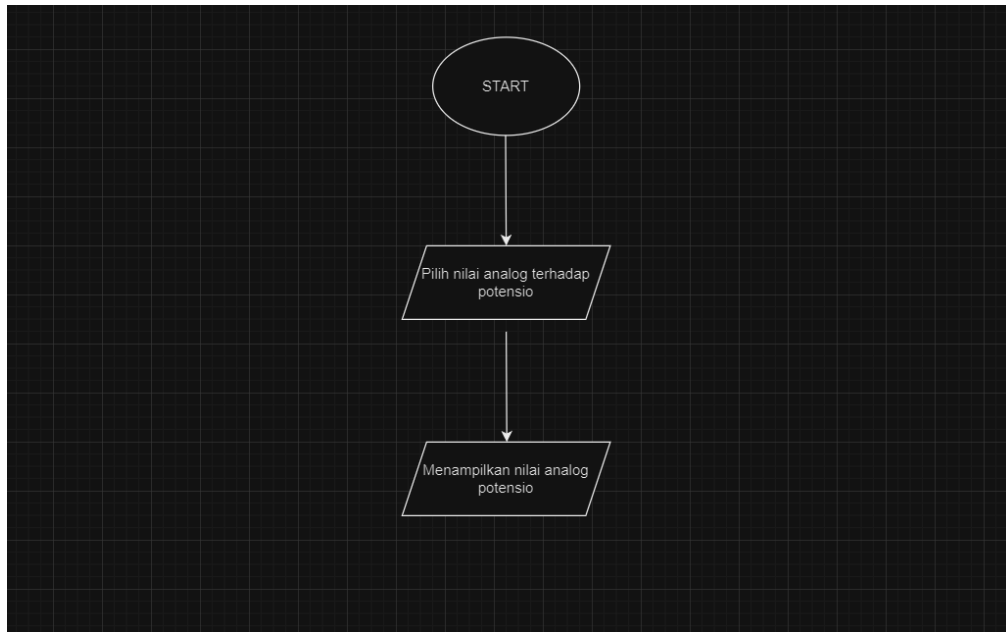 START
Pilih nilai analog terhadap
potensio
Menampilkan nilai analog
potensio